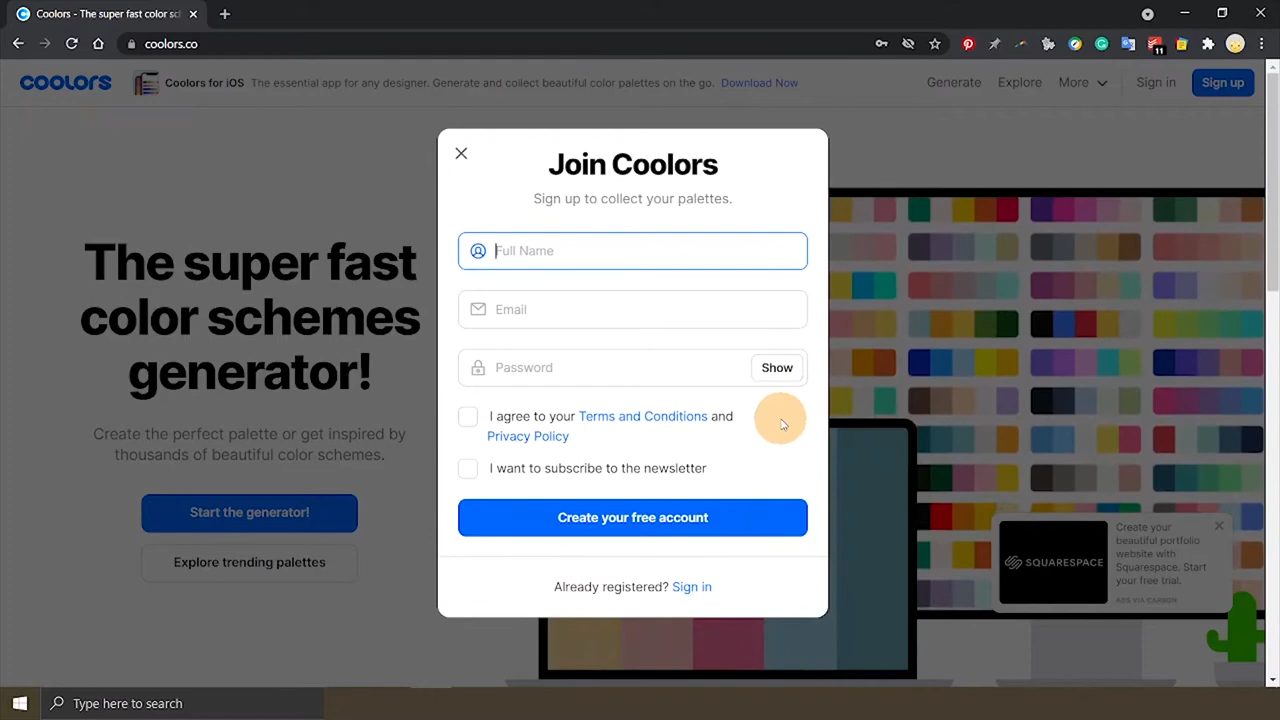 Coolors - The super fast color sc
coolors.co
11
coolors
Coolors for iOS The essential app for any designer. Generate and collect beautiful color palettes on the go. Download Now
Generate
Explore
More
Sign in
Sign up
The super fast
color schemes
generator!
Create the perfect palette or get inspired by
thousands of beautiful color schemes.
Start the generator!
Explore trending palettes
Join Coolors
Sign up to collect your palettes.
Full Name
Email
Password
Show
I agree to your Terms and Conditions and
Privacy Policy
I want to subscribe to the newsletter
Create your free account
Already registered? Sign in
SQUARESPACE
Create your
beautiful portfolio
website with
Squarespace. Start
your free trial.
ADS VIA CARBON
Type here to search